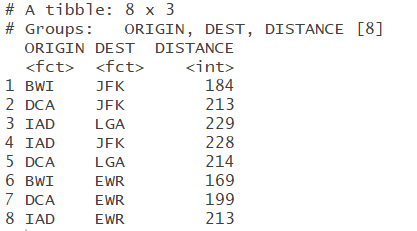 # A tibble: 8 x 3
# Groups:   ORIGIN, DEST, DISTANCE [8]
  ORIGIN DEST  DISTANCE
  <fct>  <fct>    <int>
1 BWI    JFK        184
2 DCA    JFK        213
3 IAD    LGA        229
4 IAD    JFK        228
5 DCA    LGA        214
6 BWI    EWR        169
7 DCA    EWR        199
8 IAD    EWR        213